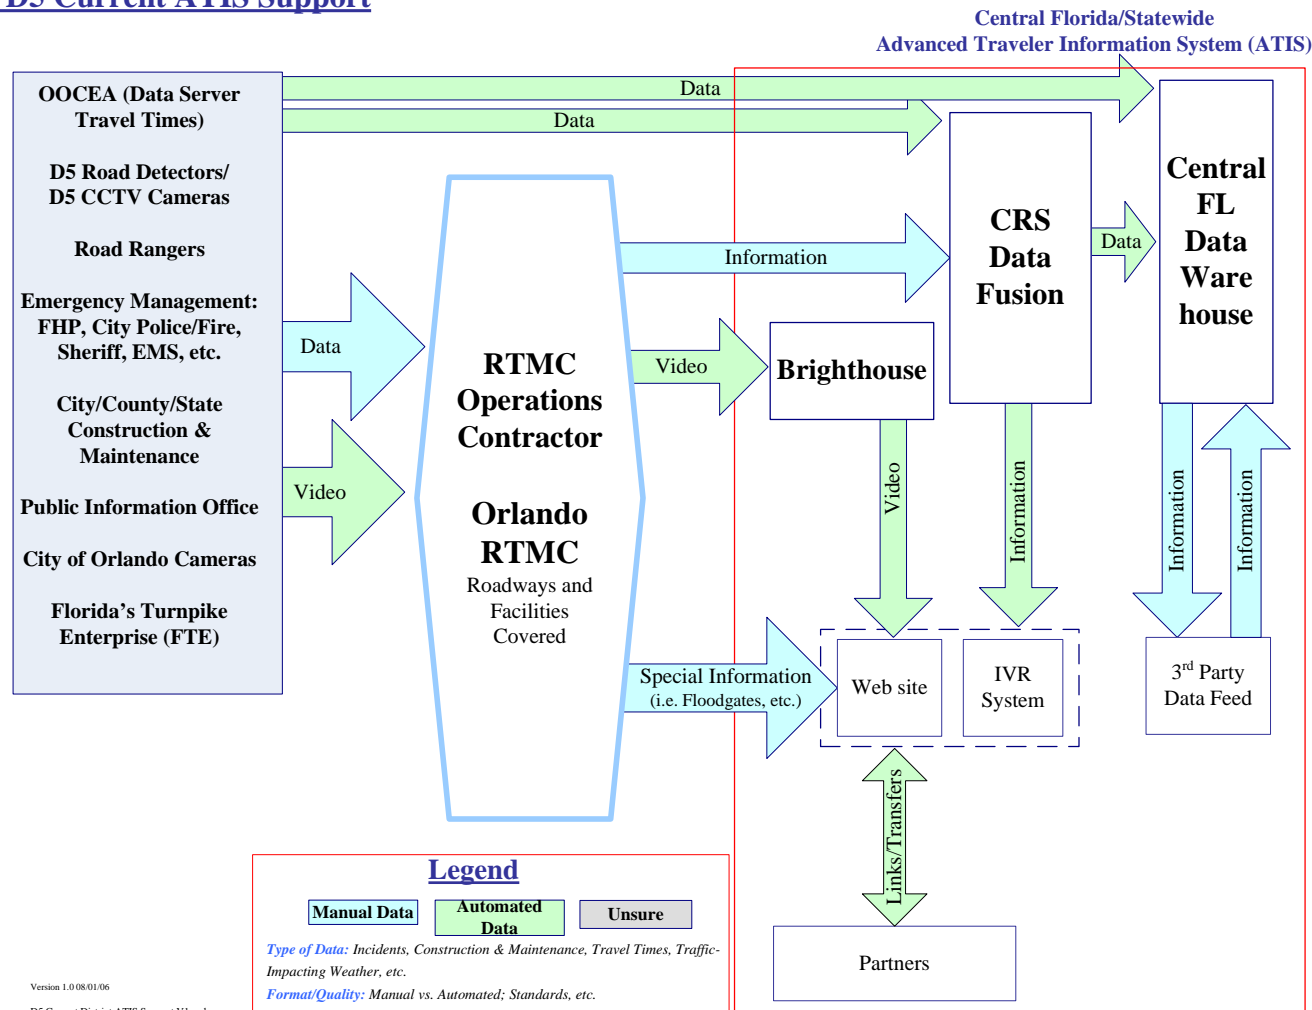 D5 Current ATIS Support
Central Florida/Statewide
Advanced Traveler Information System (ATIS)
OOCEA (Data Server
Travel Times)
D5 Road Detectors/
D5 CCTV Cameras
Road Rangers
Emergency Management:
FHP, City Police/Fire,
Sheriff, EMS, etc.
City/County/State
Construction &
Maintenance
Public Information Office
City of Orlando Cameras
Florida's Turnpike
Enterprise (FTE)
Data
Data
Data
Video
RTMC
Operations
Contractor
Orlando
RTMC
Roadways and
Facilities
Covered
Information
Video
Special Information
(i.e. Floodgates, etc.)
Brighthouse
CRS
Data
Fusion
Data
Central
FL
Data
Ware
house
Video
Information
Information
Information
Web site
IVR
System
3rd Party
Data Feed
Links/Transfers
Partners
Legend
Manual Data
Automated
Data
Unsure
Type of Data: Incidents, Construction & Maintenance, Travel Times, Traffic-
Impacting Weather, etc.
Format/Quality: Manual vs. Automated; Standards, etc.
Version 1.0 08/01/06